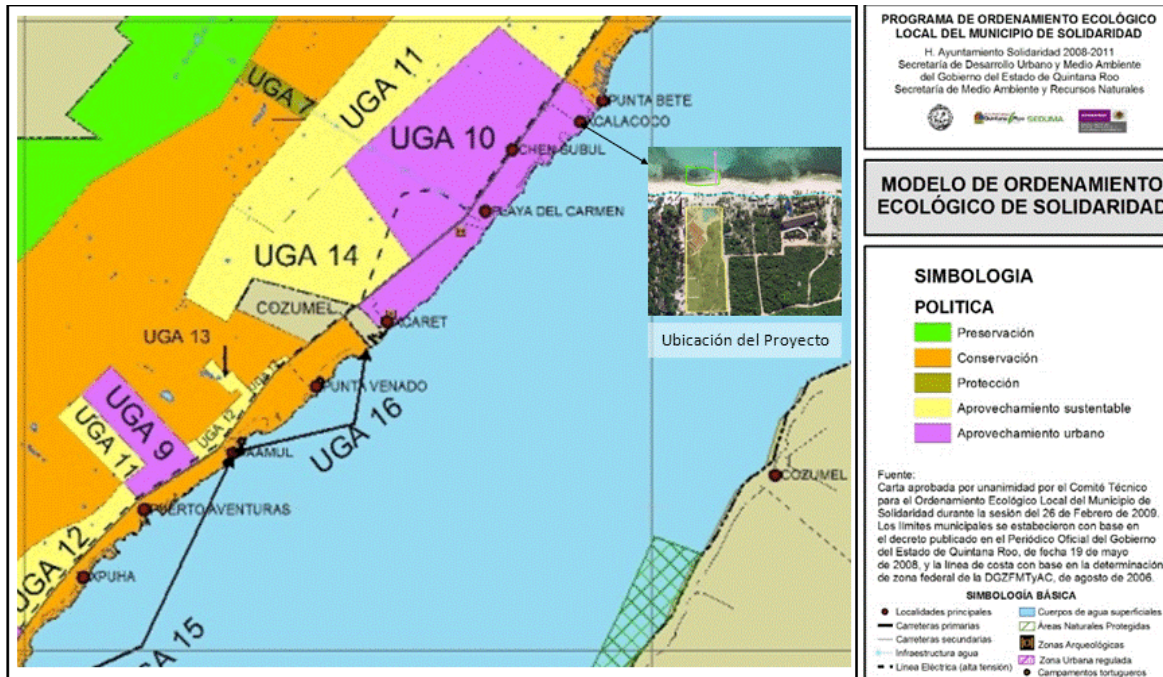 UGA 11
UGA 7
UGA 10
PUNTA BETE
XCALACOCO
CHEN SUBUL
PLAYA DEL CARMEN
UGA 14
COZUMEL
XCARET
UGA 13
PUNTA VENADO
UGA 12
UGA 9
UGA 11
UGA 16
PAAMUL
PUERTO AVENTURAS
COZUMEL
UGA 12
XPUHA
UGA 15
Ubicación del Proyecto
PROGRAMA DE ORDENAMIENTO ECOLÓGICO
LOCAL DEL MUNICIPIO DE SOLIDARIDAD
H. Ayuntamiento Solidaridad 2008-2011
Secretaría de Desarrollo Urbano y Medio Ambiente
del Gobierno del Estado de Quintana Roo
Secretaría de Medio Ambiente y Recursos Naturales
SEDUMA
MODELO DE ORDENAMIENTO
ECOLÓGICO DE SOLIDARIDAD
SIMBOLOGIA
POLITICA
Preservación
Conservación
Protección
Aprovechamiento sustentable
Aprovechamiento urbano
Fuente:
Carta aprobada por unanimidad por el Comité Técnico
para el Ordenamiento Ecológico Local del Municipio de
Solidaridad durante la sesión del 26 de Febrero de 2009.
Los límites municipales se establecieron con base en
el decreto publicado en el Periódico Oficial del Gobierno
del Estado de Quintana Roo, de fecha 19 de mayo
de 2008, y la línea de costa con base en la determinación
de zona federal de la DGZFMTyAC, de agosto de 2006.
SIMBOLOGÍA BÁSICA
Localidades principales
Carreteras primarias
Carreteras secundarias
Infraestructura agua
Línea Eléctrica (alta tensión)
Cuerpos de agua superficiales
Áreas Naturales Protegidas
Zonas Arqueológicas
Zona Urbana regulada
Campamentos tortugueros